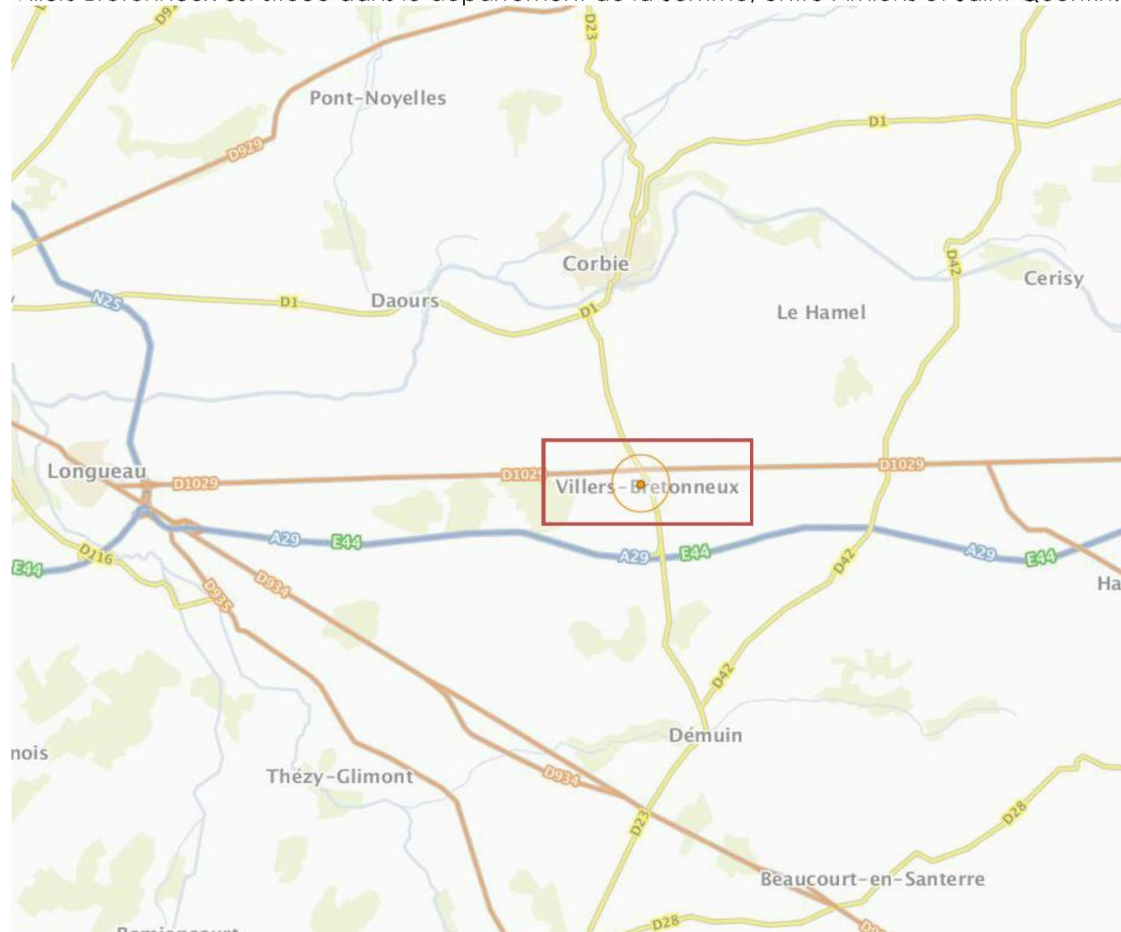 D23
Pont-Noyelles
D1
D929
Corbie
D42
Cerisy
N25
D1
Daours
D1
Le Hamel
Longueau
D1029
D1029
D1029
Villers-Bretonneux
A29
E44
A29
E44
A29
E44
E44
D116
D42
D935
D934
D42
Démuin
Thézy-Glimont
D934
D23
D28
Beaucourt-en-Santerre
D28